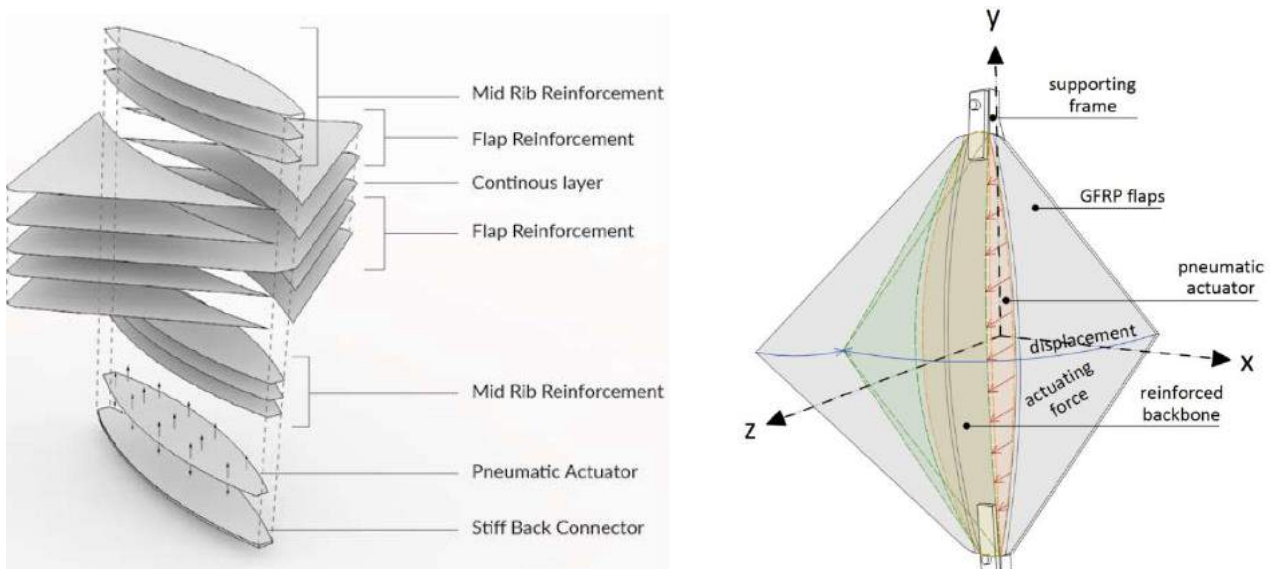 Mid Rib Reinforcement
Flap Reinforcement
Continous layer
Flap Reinforcement
Mid Rib Reinforcement
Pneumatic Actuator
Stiff Back Connector
y
supporting
frame
GFRP flaps
pneumatic
actuator
displacement
x
actuating
force
reinforced
backbone
z